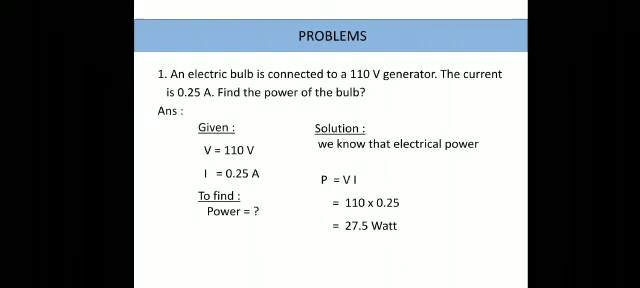 PROBLEMS
1. An electric bulb is connected to a 110 V generator. The current
is 0.25 A. Find the power of the bulb?
Ans :
Given :
V = 110 V
I = 0.25 A
To find :
Power = ?
Solution :
we know that electrical power
P = V I
= 110 x 0.25
= 27.5 Watt